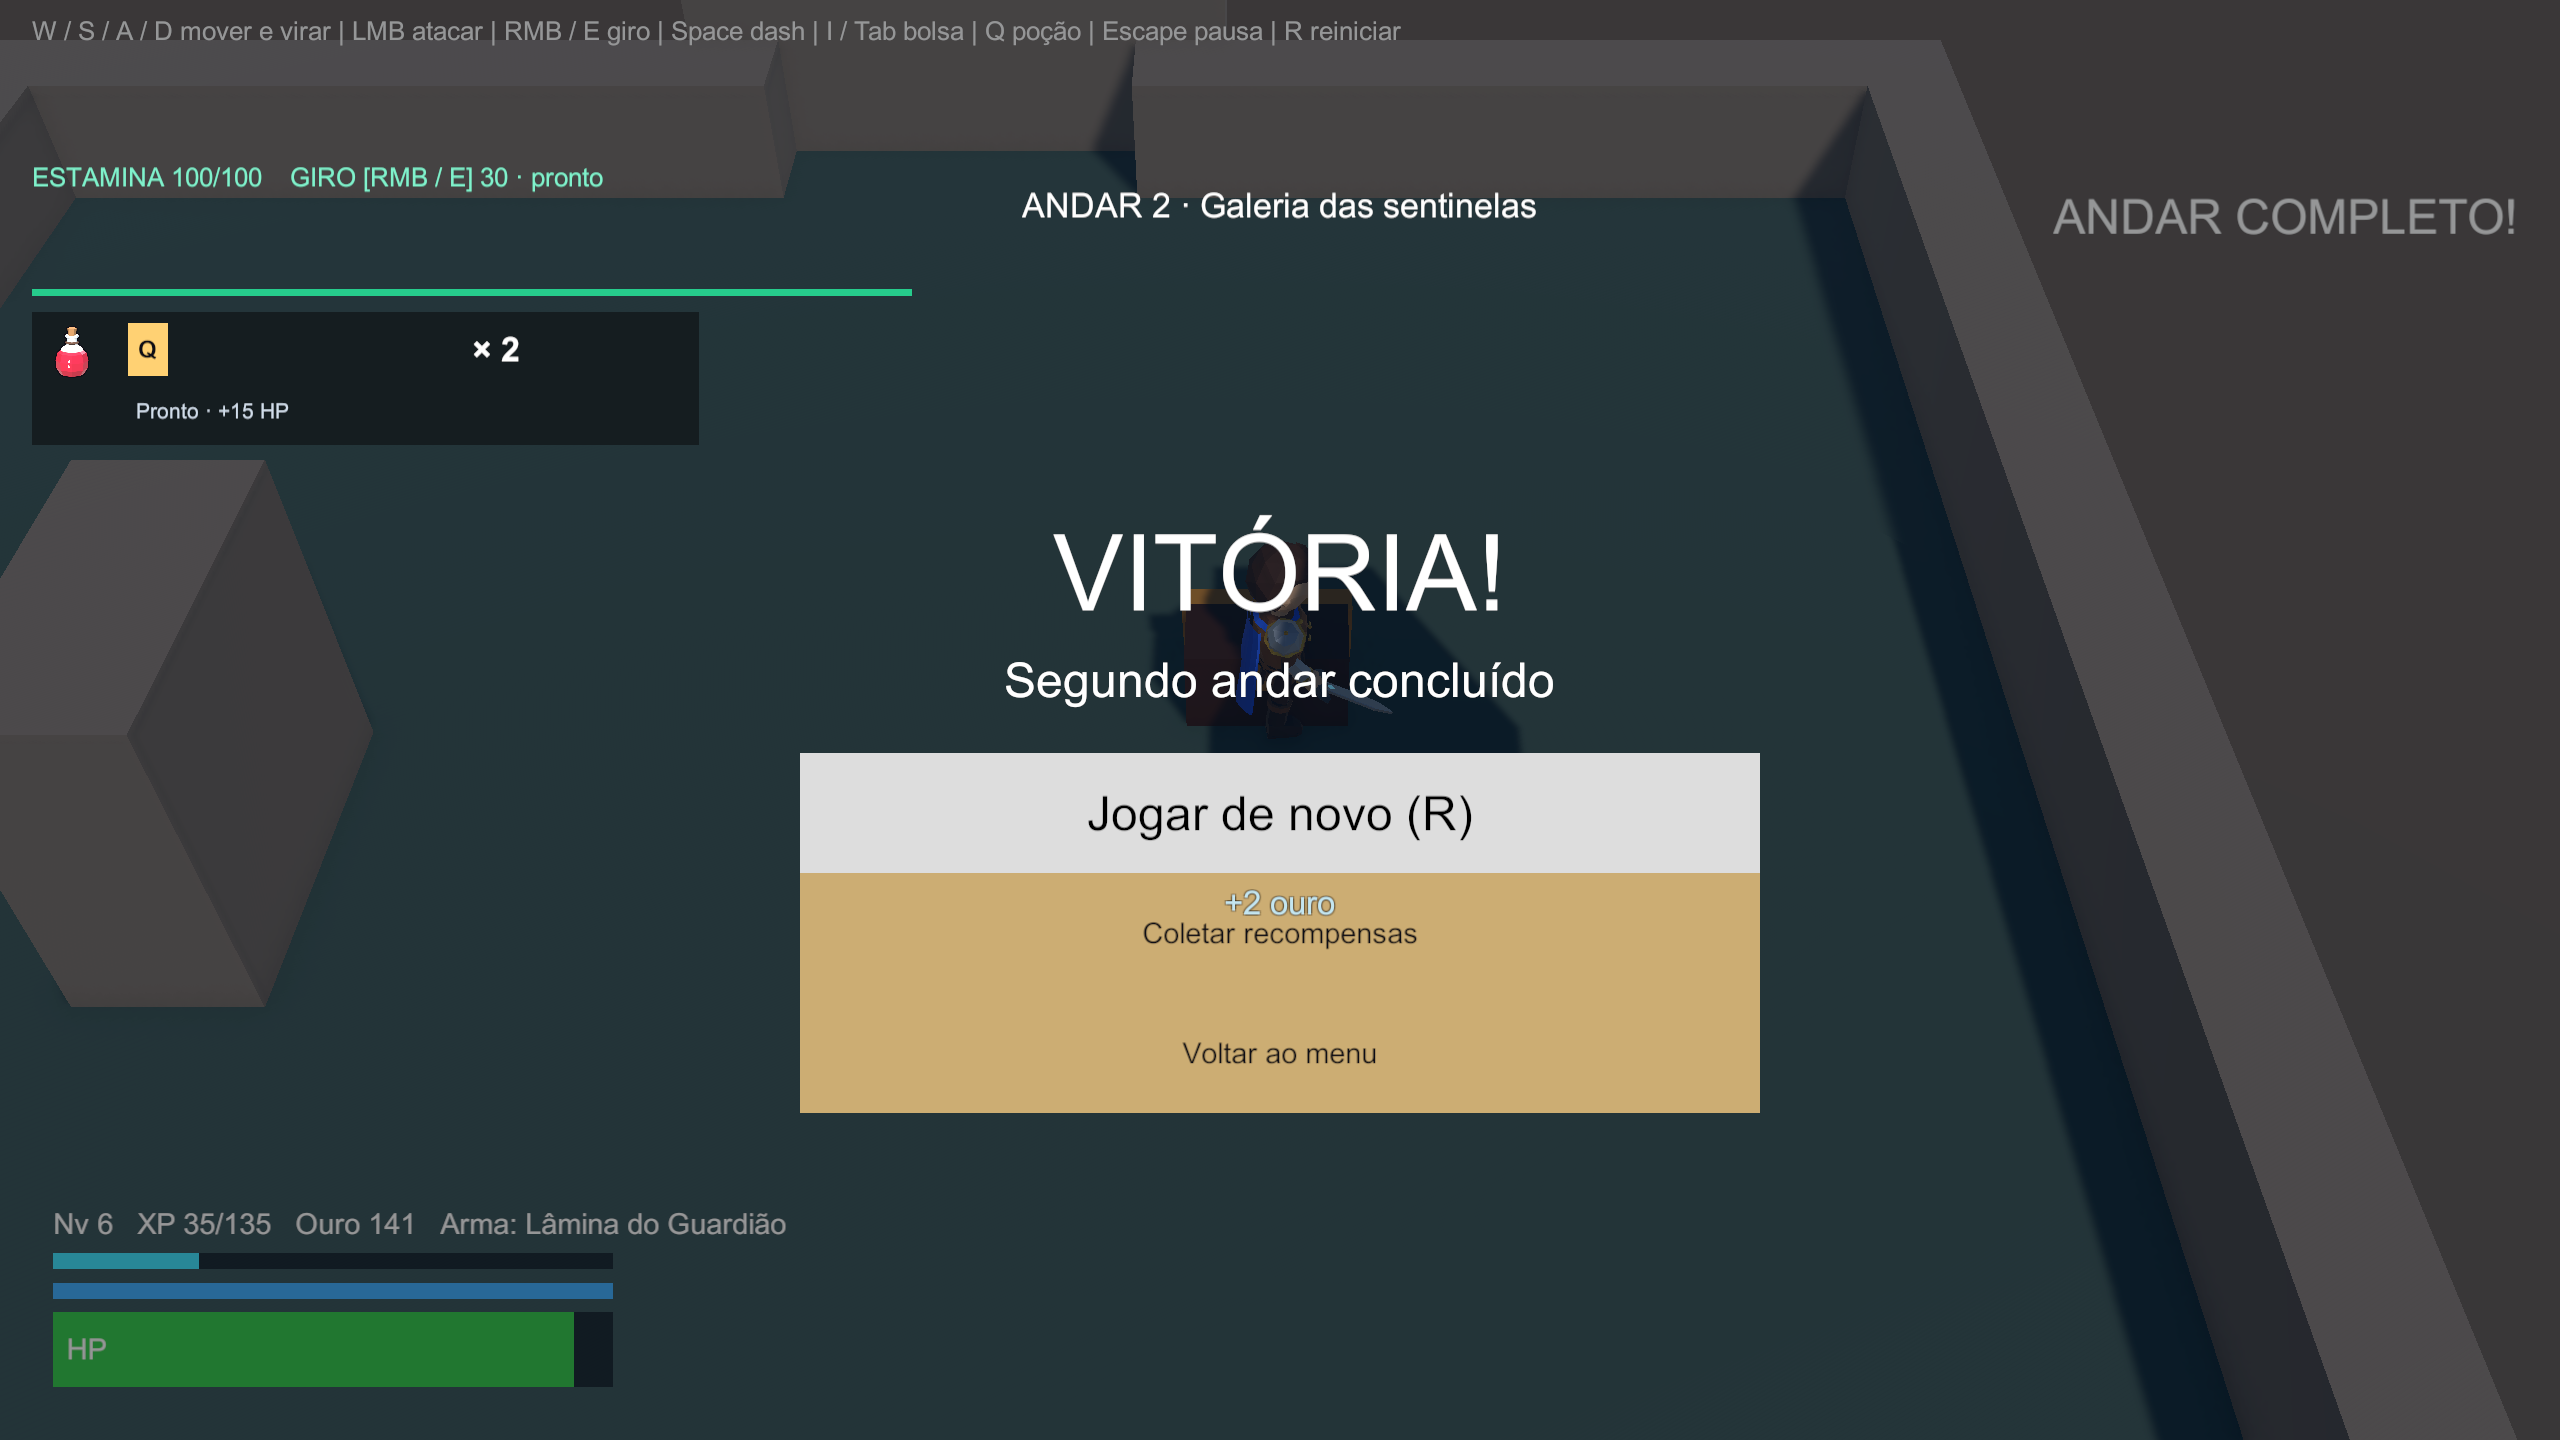 W / S / A / D mover e virar | LMB atacar | RMB / E giro | Space dash | I / Tab bolsa | Q poção | Escape pausa | R reiniciar
ESTAMINA 100/100 GIRO [RMB / E] 30 · pronto
ANDAR 2 · Galeria das sentinelas
ANDAR COMPLETO!
Q × 2
Pronto · +15 HP
VITÓRIA!
Segundo andar concluído
Jogar de novo (R)
+2 ouro
Coletar recompensas
Voltar ao menu
Nv 6 XP 35/135 Ouro 141 Arma: Lâmina do Guardião
HP